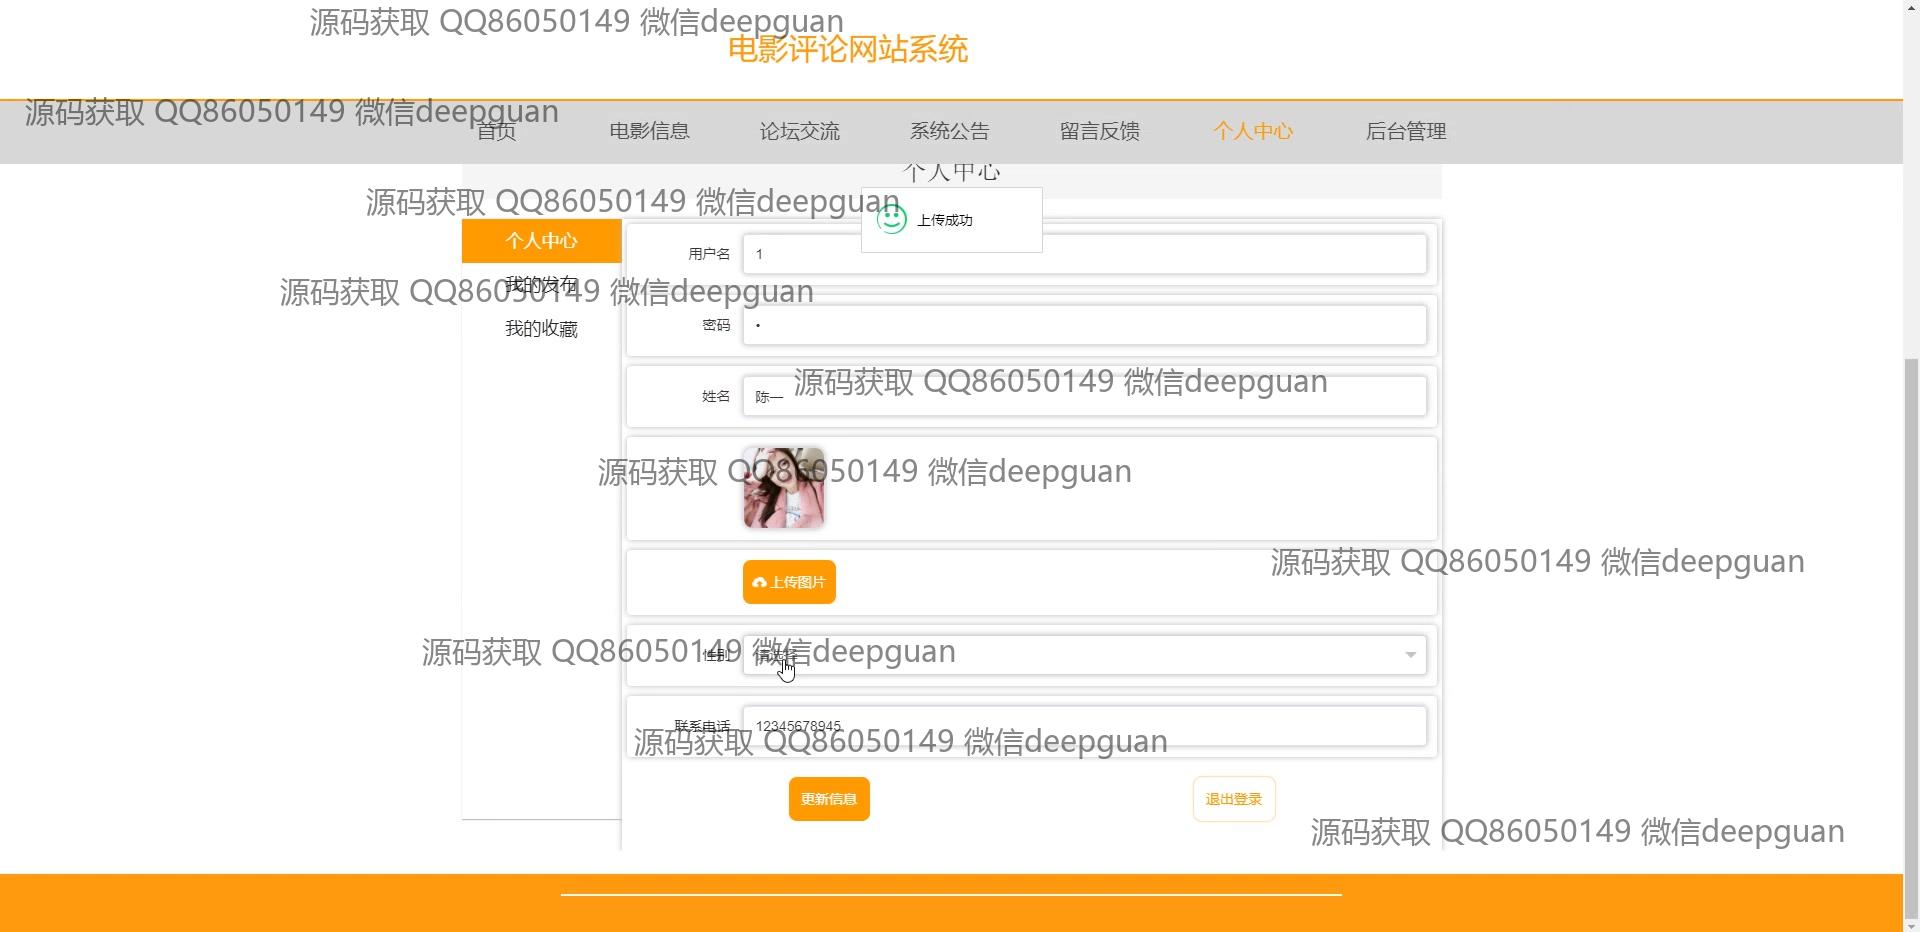 源码获取 QQ86050149 微信deepguan
电影评论网站系统
源码获取 QQ86050149 微信deepguan
首页 电影信息 论坛交流 系统公告 留言反馈 个人中心 后台管理
个人中心
源码获取 QQ86050149 微信deepguan
上传成功
个人中心
用户名 1
我的发布
源码获取 QQ86050149 微信deepguan
我的收藏
密码 •
源码获取 QQ86050149 微信deepguan
姓名 陈一
源码获取 QQ86050149 微信deepguan
源码获取 QQ86050149 微信deepguan
上传图片
源码获取 QQ86050149 微信deepguan
性别 请选择
联系电话 12345678945
源码获取 QQ86050149 微信deepguan
更新信息 退出登录
源码获取 QQ86050149 微信deepguan